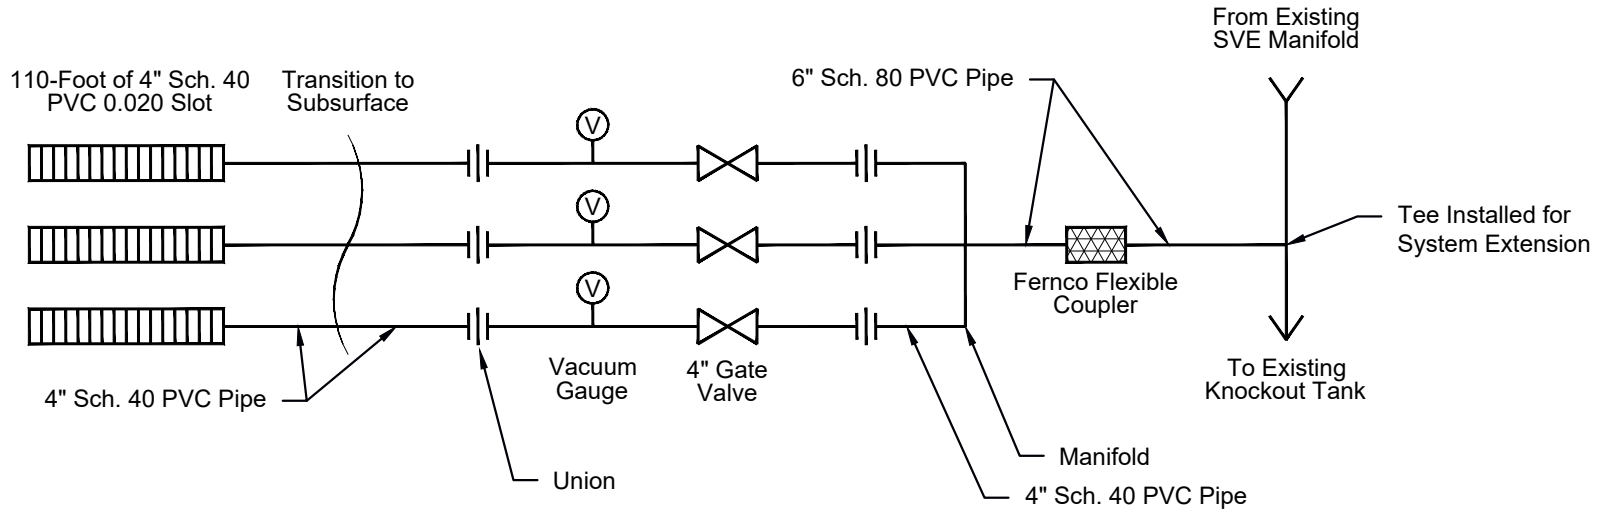 From Existing
SVE Manifold
110-Foot of 4" Sch. 40
PVC 0.020 Slot
Transition to
Subsurface
6" Sch. 80 PVC Pipe
V
V
V
Tee Installed for
System Extension
Fernco Flexible
Coupler
Vacuum
Gauge
4" Gate
Valve
To Existing
Knockout Tank
4" Sch. 40 PVC Pipe
Union
Manifold
4" Sch. 40 PVC Pipe